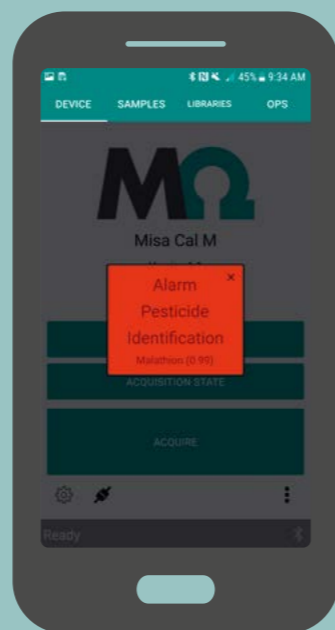 45% 9:34 AM
DEVICE SAMPLES LIBRARIES OPS
MΩ
Misa Cal M
×
Alarm
Pesticide
Identification
Malathion (0.99)
ACQUISITION STATE
ACQUIRE
Ready